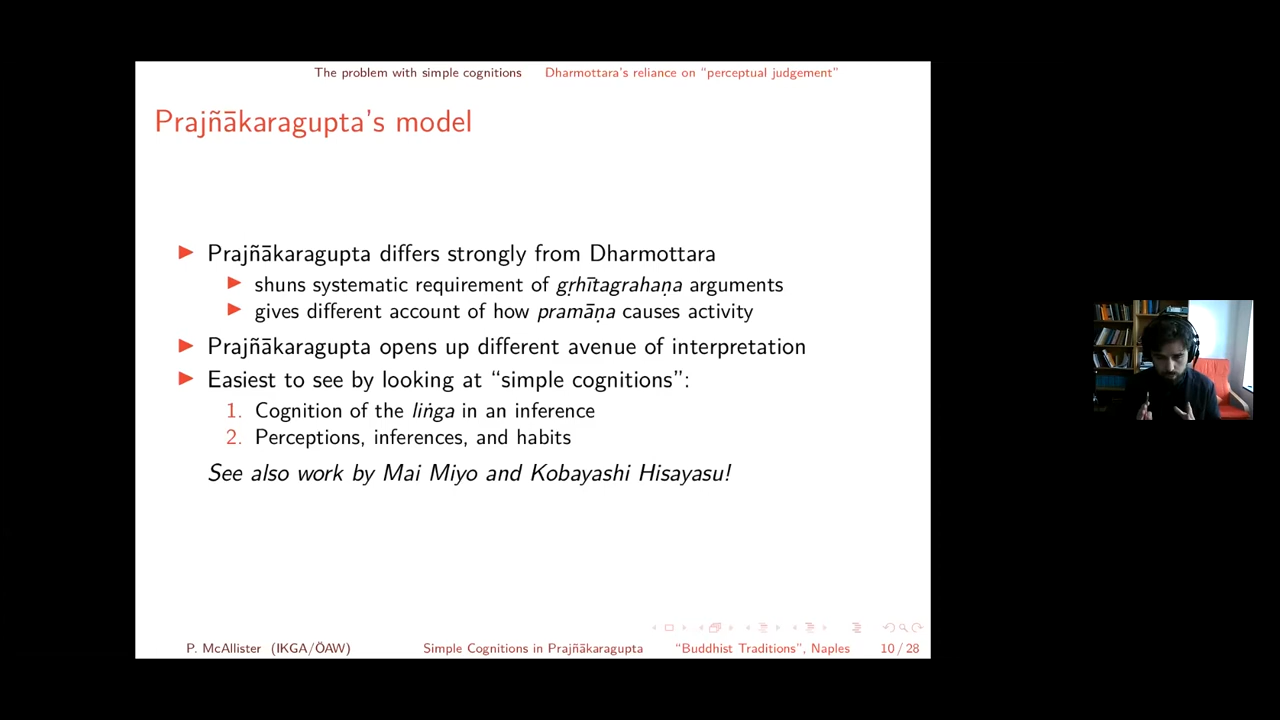 The problem with simple cognitions Dharmottara's reliance on "perceptual judgement"
Prajñākaragupta's model
Prajñākaragupta differs strongly from Dharmottara
shuns systematic requirement of gṛhītagrahaṇa arguments
gives different account of how pramāṇa causes activity
Prajñākaragupta opens up different avenue of interpretation
Easiest to see by looking at "simple cognitions":
1. Cognition of the liṅga in an inference
2. Perceptions, inferences, and habits
See also work by Mai Miyo and Kobayashi Hisayasu!
P. McAllister (IKGA/ÖAW) Simple Cognitions in Prajñākaragupta "Buddhist Traditions", Naples 10 / 28